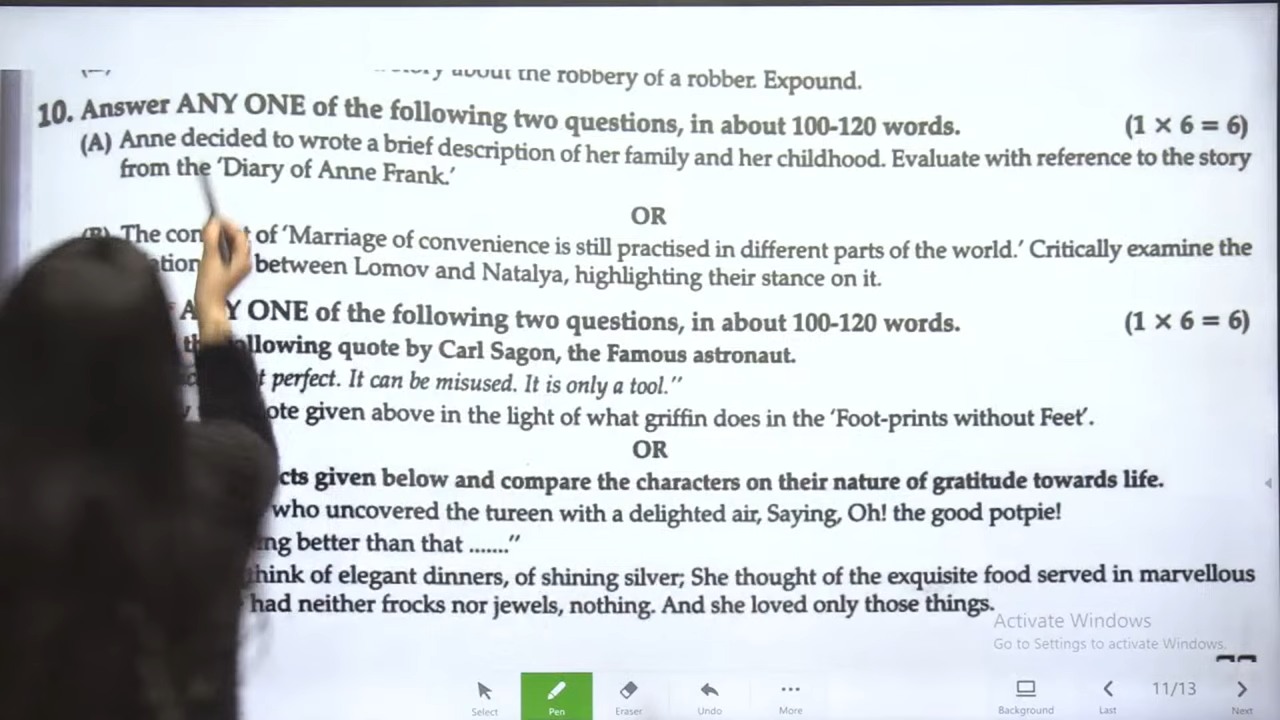 about the robbery of a robber. Expound.
10. Answer ANY ONE of the following two questions, in about 100-120 words. (1 × 6 = 6)
(A) Anne decided to wrote a brief description of her family and her childhood. Evaluate with reference to the story
from the ‘Diary of Anne Frank.’
OR
The of ‘Marriage of convenience is still practised in different parts of the world.’ Critically examine the
between Lomov and Natalya, highlighting their stance on it.
ONE of the following two questions, in about 100-120 words. (1 × 6 = 6)
quote by Carl Sagon, the Famous astronaut.
perfect. It can be misused. It is only a tool.”
given above in the light of what griffin does in the ‘Foot-prints without Feet’.
OR
given below and compare the characters on their nature of gratitude towards life.
who uncovered the tureen with a delighted air, Saying, Oh! the good potpie!
better than that .......”
think of elegant dinners, of shining silver; She thought of the exquisite food served in marvellous
had neither frocks nor jewels, nothing. And she loved only those things.
Activate Windows
Go to Settings to activate Windows.
Select Pen Eraser Undo More Background Last 11/13 Next